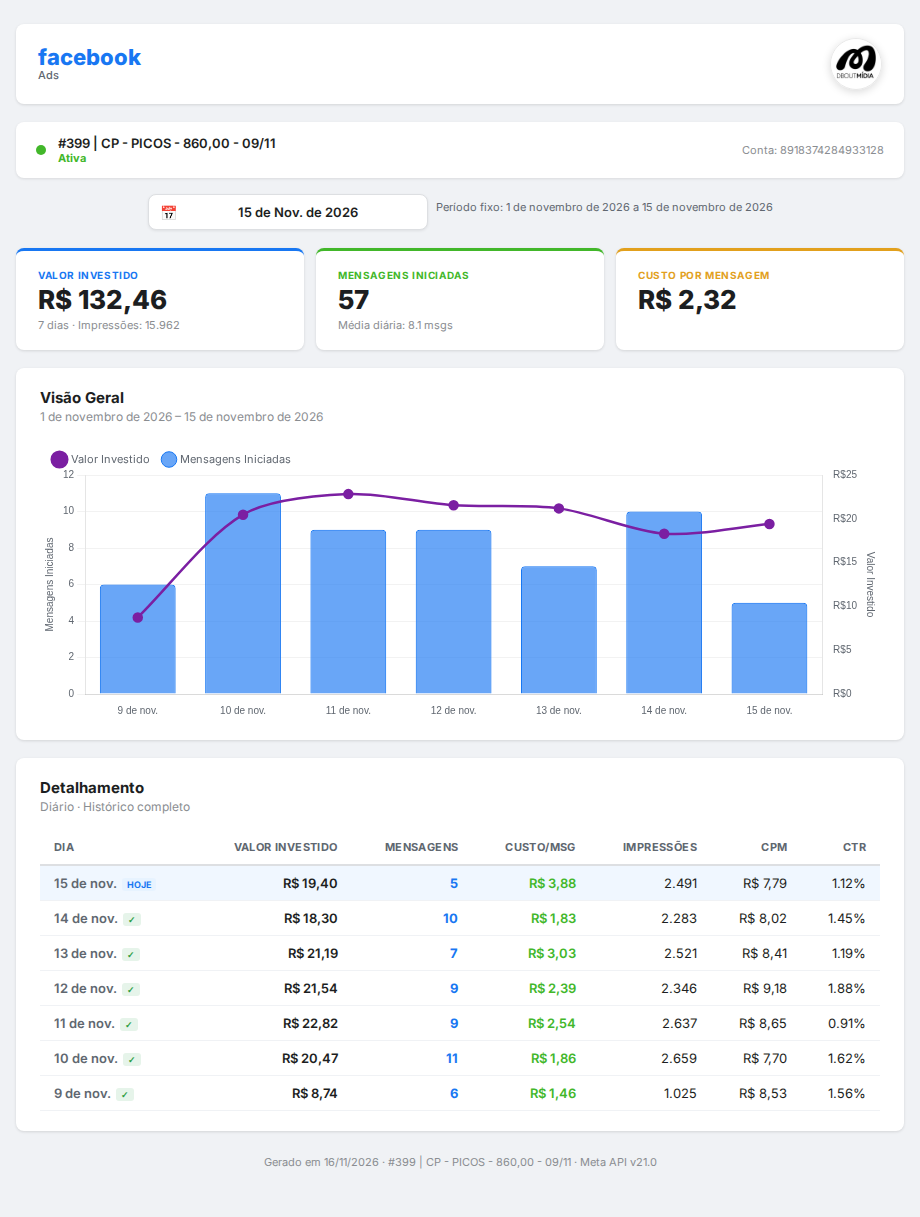 facebook
Ads
DBOUTMÍDIA
#399 | CP - PICOS - 860,00 - 09/11
Ativa
Conta: 8918374284933128
📅 15 de Nov. de 2026
Período fixo: 1 de novembro de 2026 a 15 de novembro de 2026
VALOR INVESTIDO
R$ 132,46
7 dias · Impressões: 15.962
MENSAGENS INICIADAS
57
Média diária: 8.1 msgs
CUSTO POR MENSAGEM
R$ 2,32
Visão Geral
1 de novembro de 2026 – 15 de novembro de 2026
Valor Investido Mensagens Iniciadas
12 R$25
10 R$20
8 R$15
6 R$10
4 R$5
2
0 R$0
Mensagens Iniciadas
Valor Investido
9 de nov. 10 de nov. 11 de nov. 12 de nov. 13 de nov. 14 de nov. 15 de nov.
Detalhamento
Diário · Histórico completo
DIA VALOR INVESTIDO MENSAGENS CUSTO/MSG IMPRESSÕES CPM CTR
15 de nov. HOJE R$ 19,40 5 R$ 3,88 2.491 R$ 7,79 1.12%
14 de nov. ✓ R$ 18,30 10 R$ 1,83 2.283 R$ 8,02 1.45%
13 de nov. ✓ R$ 21,19 7 R$ 3,03 2.521 R$ 8,41 1.19%
12 de nov. ✓ R$ 21,54 9 R$ 2,39 2.346 R$ 9,18 1.88%
11 de nov. ✓ R$ 22,82 9 R$ 2,54 2.637 R$ 8,65 0.91%
10 de nov. ✓ R$ 20,47 11 R$ 1,86 2.659 R$ 7,70 1.62%
9 de nov. ✓ R$ 8,74 6 R$ 1,46 1.025 R$ 8,53 1.56%
Gerado em 16/11/2026 · #399 | CP - PICOS - 860,00 - 09/11 · Meta API v21.0